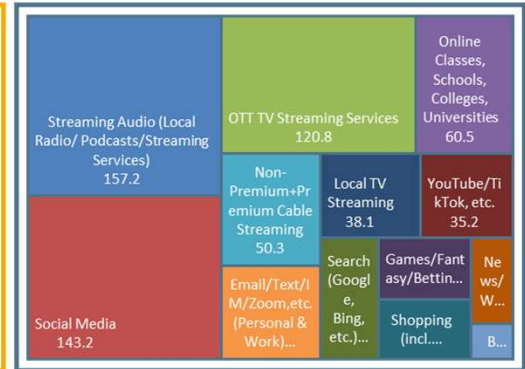 Streaming Audio (Local
Radio/ Podcasts/Streaming
Services)
157.2
Social Media
143.2
OTT TV Streaming Services
120.8
Online
Classes,
Schools,
Colleges,
Universities
60.5
Non-
Premium+Pr
emium Cable
Streaming
50.3
Local TV
Streaming
38.1
YouTube/Ti
kTok, etc.
35.2
Email/Text/I
M/Zoom,etc.
(Personal &
Work)...
Search
(Googl
e,
Bing,
etc.)...
Games/Fant
asy/Bettin...
Shopping
(incl....
Ne
ws/
W...
B...